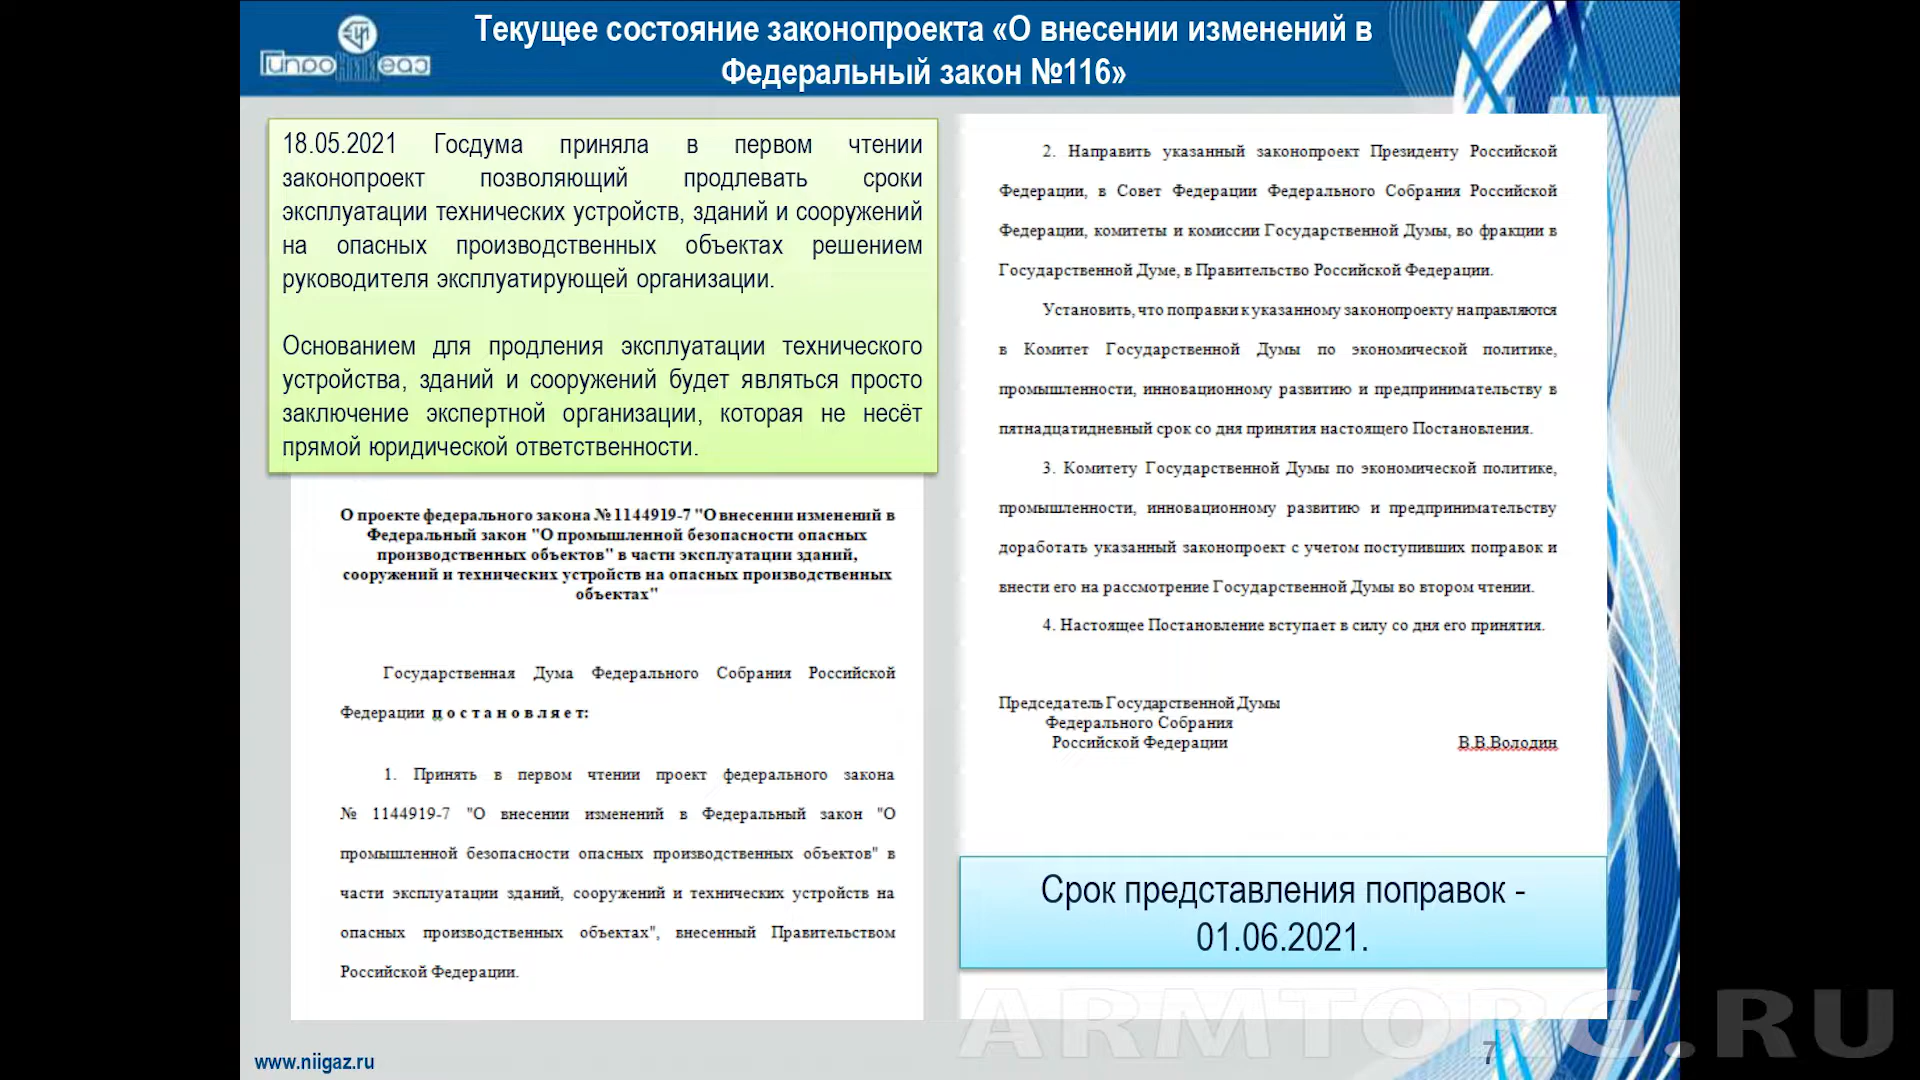 Гипро НИИ газ
Текущее состояние законопроекта «О внесении изменений в
Федеральный закон №116»
18.05.2021 Госдума приняла в первом чтении
законопроект позволяющий продлевать сроки
эксплуатации технических устройств, зданий и сооружений
на опасных производственных объектах решением
руководителя эксплуатирующей организации.
Основанием для продления эксплуатации технического
устройства, зданий и сооружений будет являться просто
заключение экспертной организации, которая не несёт
прямой юридической ответственности.
О проекте федерального закона № 1144919-7 "О внесении изменений в
Федеральный закон "О промышленной безопасности опасных
производственных объектов" в части эксплуатации зданий,
сооружений и технических устройств на опасных производственных
объектах"
Государственная Дума Федерального Собрания Российской
Федерации п о с т а н о в л я е т:
1. Принять в первом чтении проект федерального закона
№ 1144919-7 "О внесении изменений в Федеральный закон "О
промышленной безопасности опасных производственных объектов" в
части эксплуатации зданий, сооружений и технических устройств на
опасных производственных объектах", внесенный Правительством
Российской Федерации.
2. Направить указанный законопроект Президенту Российской
Федерации, в Совет Федерации Федерального Собрания Российской
Федерации, комитеты и комиссии Государственной Думы, во фракции в
Государственной Думе, в Правительство Российской Федерации.
Установить, что поправки к указанному законопроекту направляются
в Комитет Государственной Думы по экономической политике,
промышленности, инновационному развитию и предпринимательству в
пятнадцатидневный срок со дня принятия настоящего Постановления.
3. Комитету Государственной Думы по экономической политике,
промышленности, инновационному развитию и предпринимательству
доработать указанный законопроект с учетом поступивших поправок и
внести его на рассмотрение Государственной Думы во втором чтении.
4. Настоящее Постановление вступает в силу со дня его принятия.
Председатель Государственной Думы
Федерального Собрания
Российской Федерации
В.В.Володин
Срок представления поправок -
01.06.2021.
ARMTORG.RU
www.niigaz.ru
7